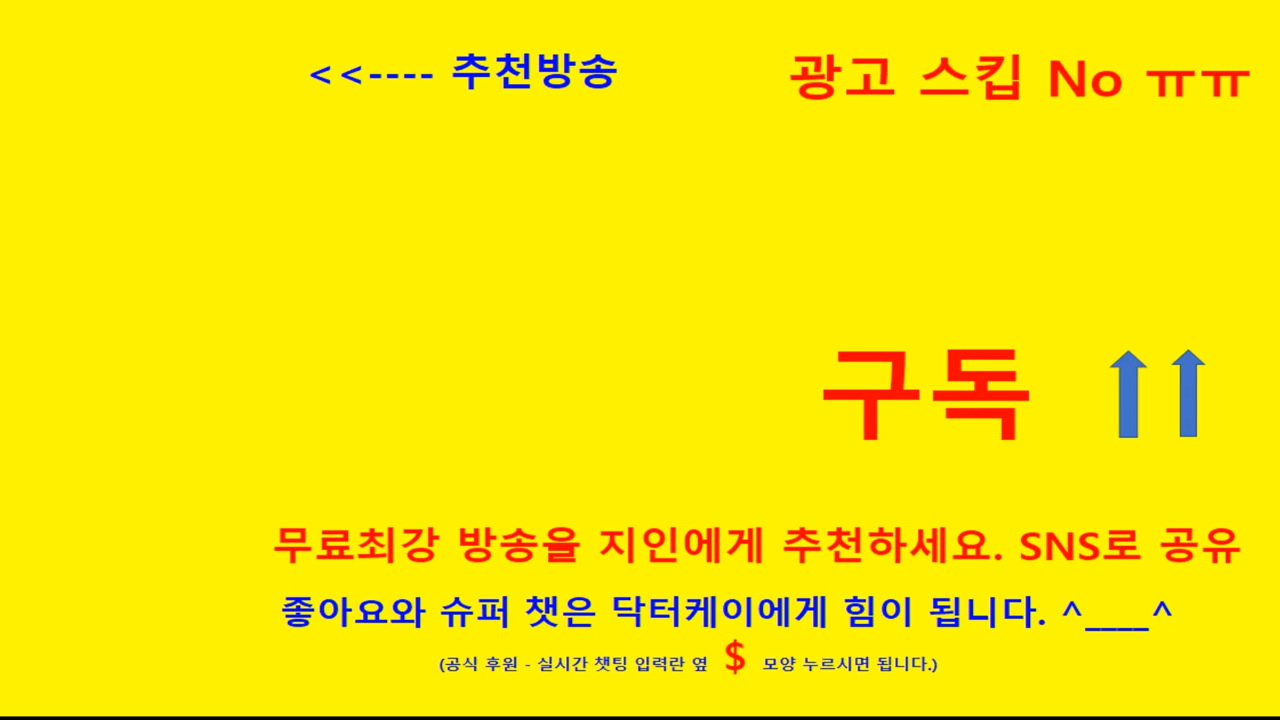 <<---- 추천방송
광고 스킵 No ㅠㅠ
구독
무료최강 방송을 지인에게 추천하세요. SNS로 공유
좋아요와 슈퍼 챗은 닥터케이에게 힘이 됩니다. ^____^
(공식 후원 - 실시간 챗팅 입력란 옆 $ 모양 누르시면 됩니다.)